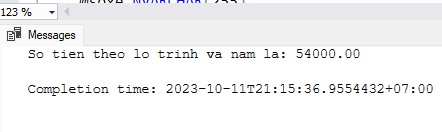 123 %
Messages
So tien theo lo trinh va nam la: 54000.00
Completion time: 2023-10-11T21:15:36.9554432+07:00